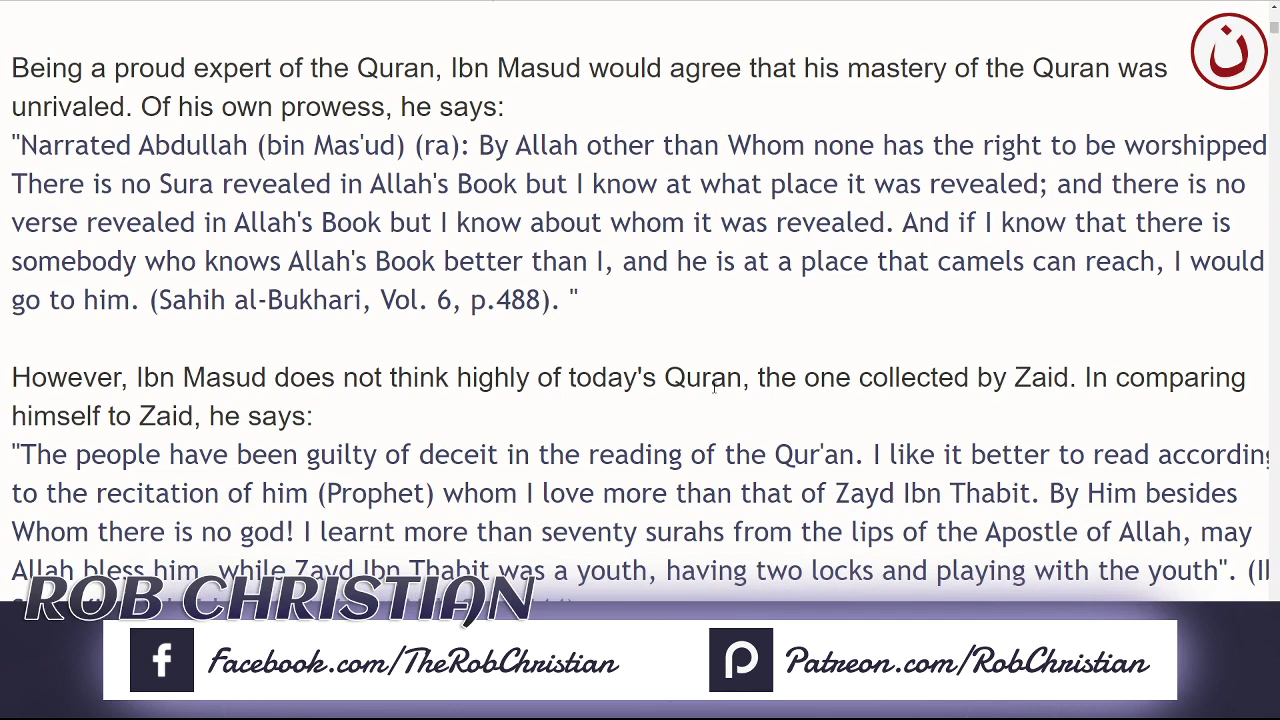 Being a proud expert of the Quran, Ibn Masud would agree that his mastery of the Quran was
unrivaled. Of his own prowess, he says:
"Narrated Abdullah (bin Mas'ud) (ra): By Allah other than Whom none has the right to be worshipped
There is no Sura revealed in Allah's Book but I know at what place it was revealed; and there is no
verse revealed in Allah's Book but I know about whom it was revealed. And if I know that there is
somebody who knows Allah's Book better than I, and he is at a place that camels can reach, I would
go to him. (Sahih al-Bukhari, Vol. 6, p.488). "
However, Ibn Masud does not think highly of today's Quran, the one collected by Zaid. In comparing
himself to Zaid, he says:
"The people have been guilty of deceit in the reading of the Qur'an. I like it better to read according
to the recitation of him (Prophet) whom I love more than that of Zayd Ibn Thabit. By Him besides
Whom there is no god! I learnt more than seventy surahs from the lips of the Apostle of Allah, may
Allah bless him, while Zayd Ibn Thabit was a youth, having two locks and playing with the youth".
ROB CHRISTIAN
Facebook.com/TheRobChristian
Patreon.com/RobChristian
ن